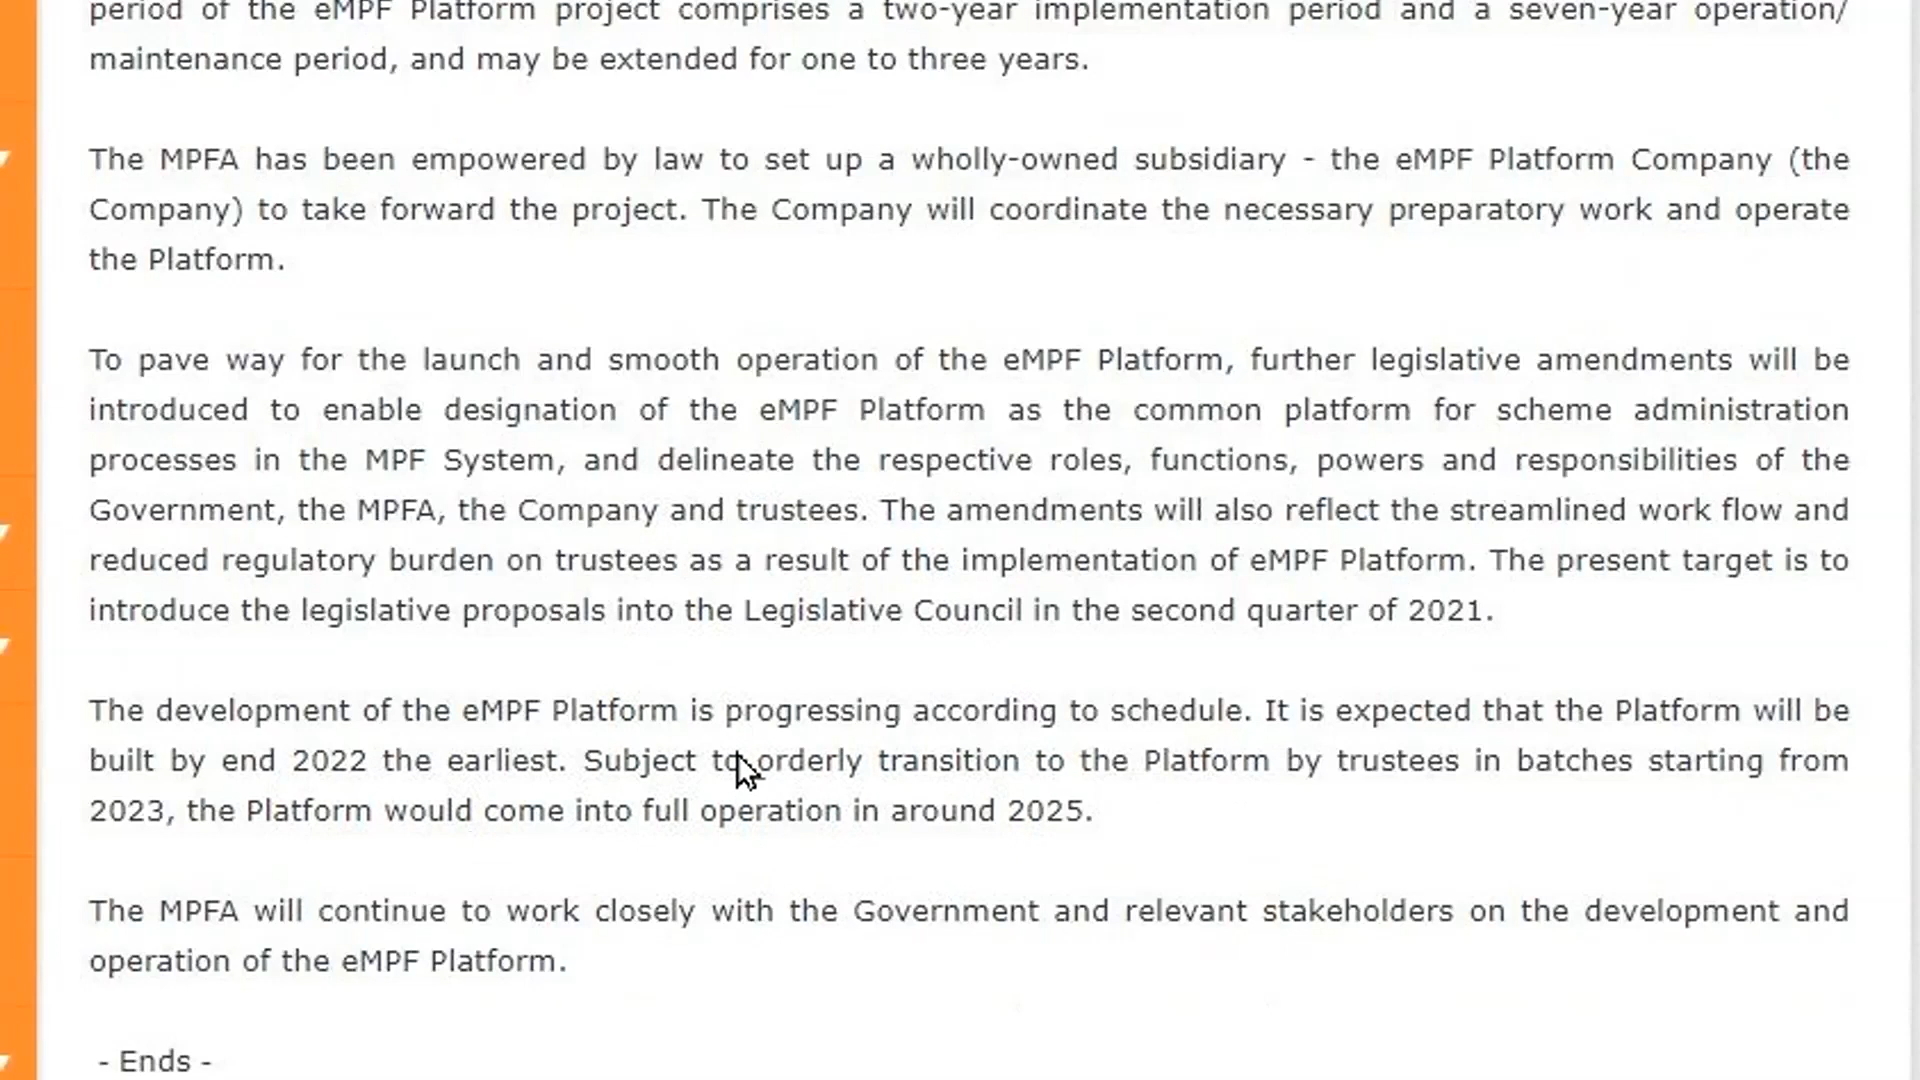 period of the eMPF Platform project comprises a two-year implementation period and a seven-year operation/
maintenance period, and may be extended for one to three years.
The MPFA has been empowered by law to set up a wholly-owned subsidiary - the eMPF Platform Company (the
Company) to take forward the project. The Company will coordinate the necessary preparatory work and operate
the Platform.
To pave way for the launch and smooth operation of the eMPF Platform, further legislative amendments will be
introduced to enable designation of the eMPF Platform as the common platform for scheme administration
processes in the MPF System, and delineate the respective roles, functions, powers and responsibilities of the
Government, the MPFA, the Company and trustees. The amendments will also reflect the streamlined work flow and
reduced regulatory burden on trustees as a result of the implementation of eMPF Platform. The present target is to
introduce the legislative proposals into the Legislative Council in the second quarter of 2021.
The development of the eMPF Platform is progressing according to schedule. It is expected that the Platform will be
built by end 2022 the earliest. Subject to orderly transition to the Platform by trustees in batches starting from
2023, the Platform would come into full operation in around 2025.
The MPFA will continue to work closely with the Government and relevant stakeholders on the development and
operation of the eMPF Platform.
- Ends -